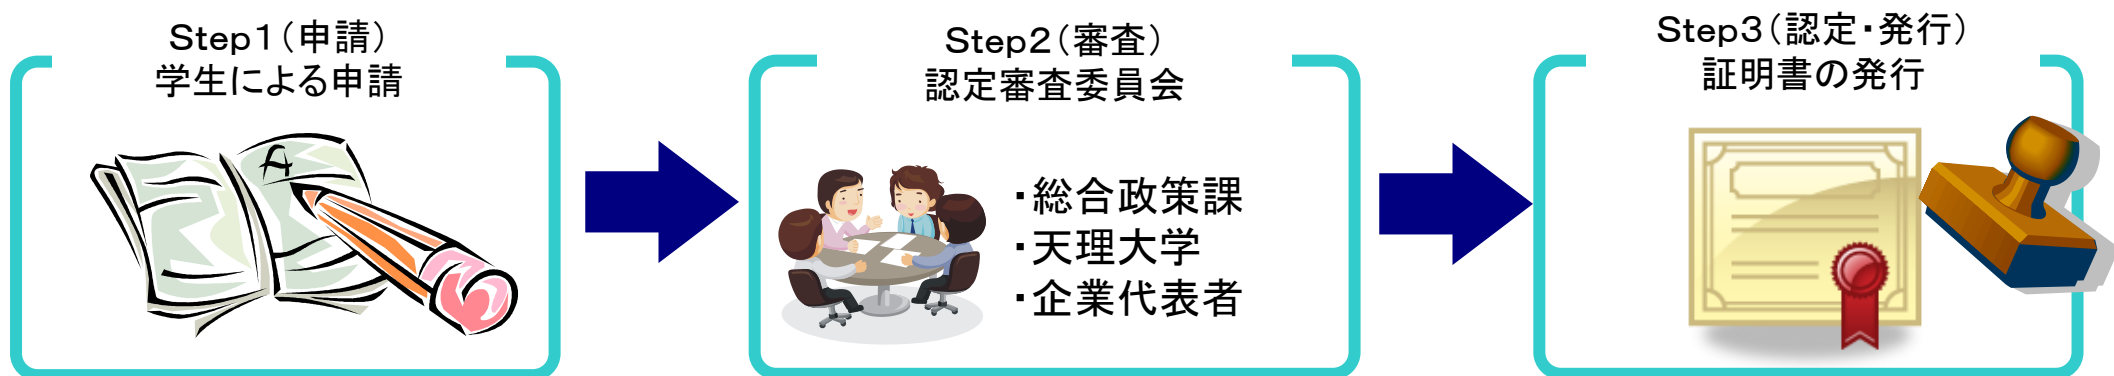 Step1（申請）
学生による申請
Step2（審査）
認定審査委員会
・総合政策課
・天理大学
・企業代表者
Step3（認定・発行）
証明書の発行